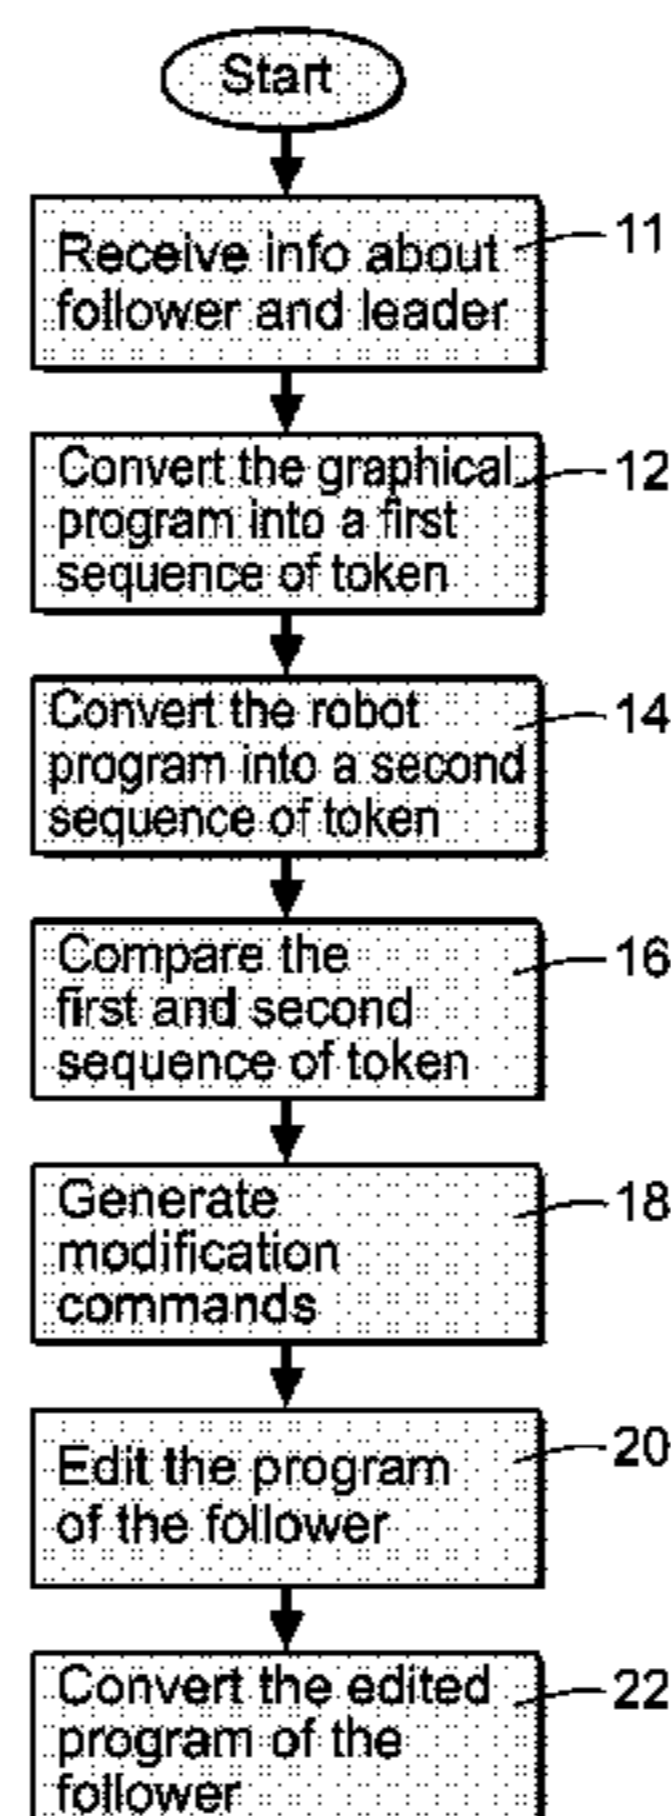 Start
Receive info about
follower and leader
11
Convert the graphical
program into a first
sequence of token
12
Convert the robot
program into a second
sequence of token
14
Compare the
first and second
sequence of token
16
Generate
modification
commands
18
Edit the program
of the follower
20
Convert the edited
program of the
follower
22